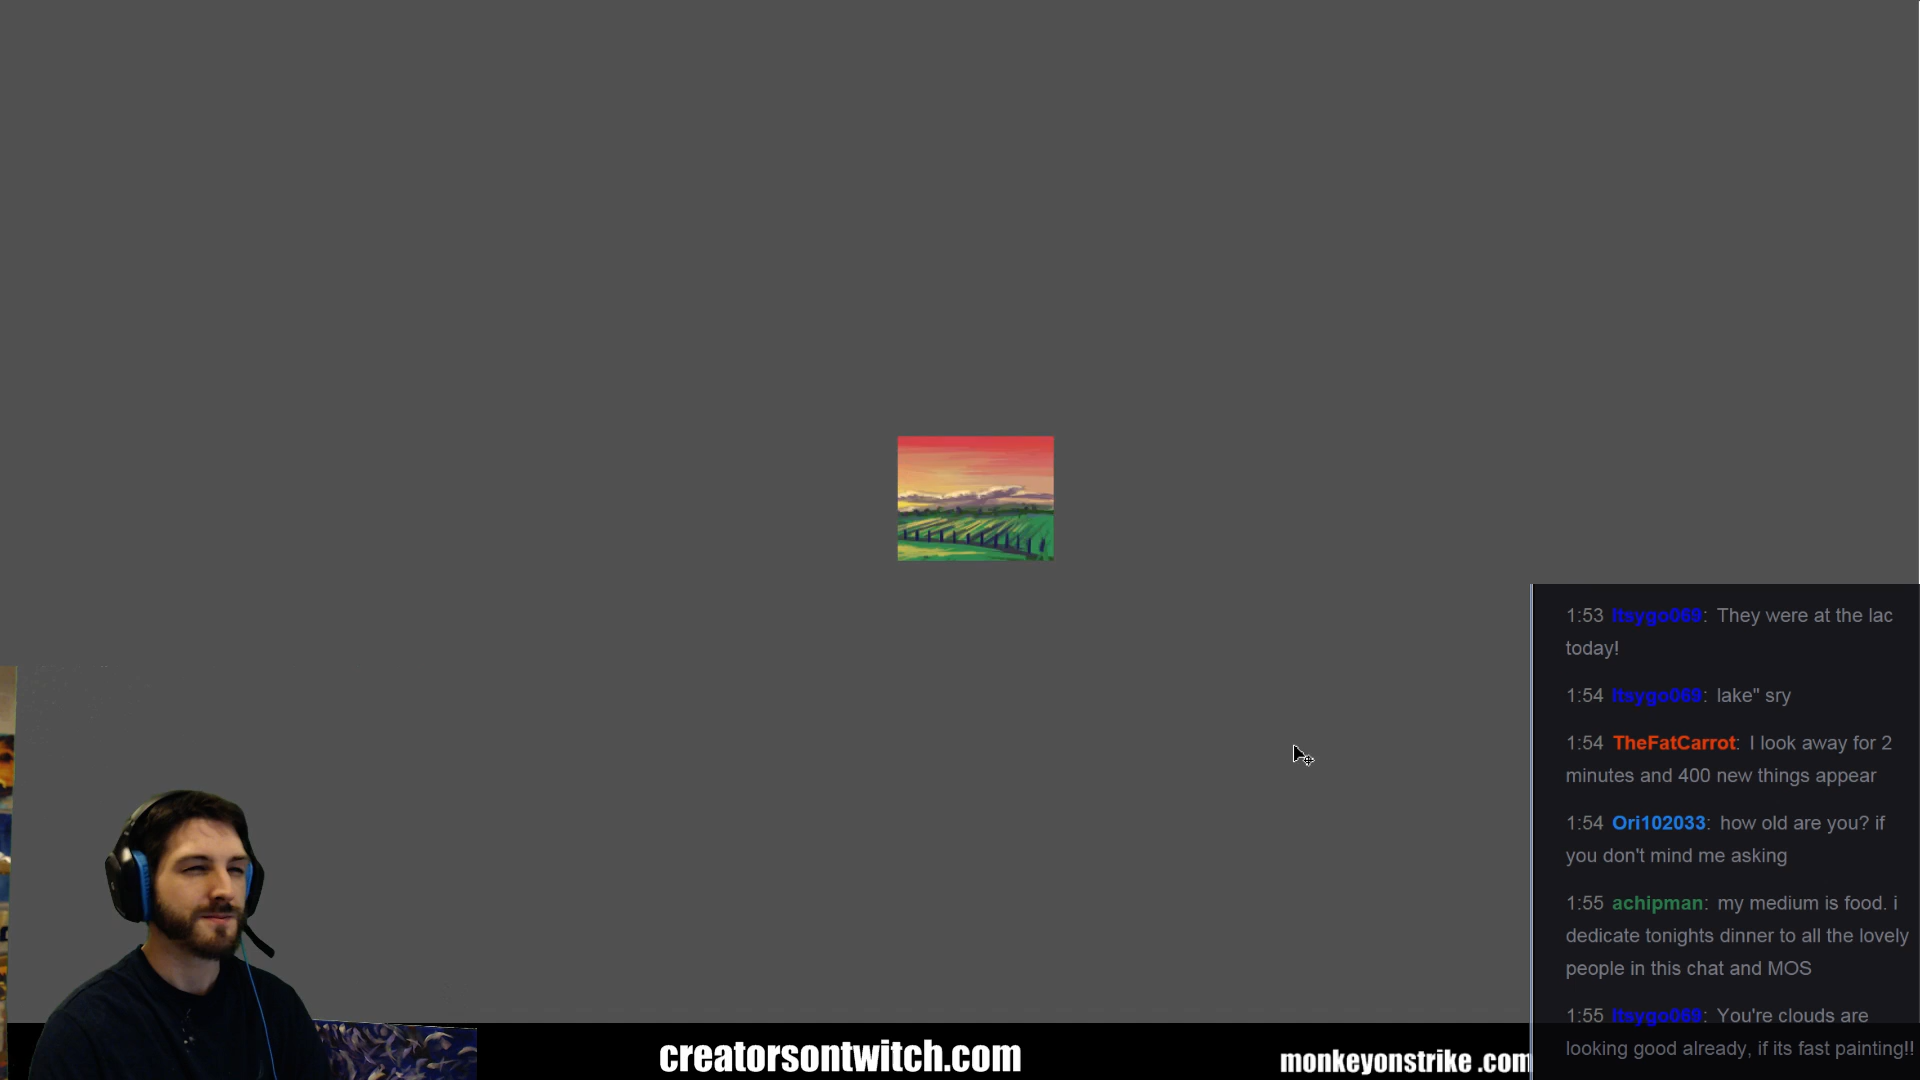 1:53 Itsygo069: They were at the lac
today!
1:54 Itsygo069: lake" sry
1:54 TheFatCarrot: I look away for 2
minutes and 400 new things appear
1:54 Ori102033: how old are you? if
you don't mind me asking
1:55 achipman: my medium is food. i
dedicate tonights dinner to all the lovely
people in this chat and MOS
1:55 Itsygo069: You're clouds are
looking good already, if its fast painting!!
creatorsontwitch.com
monkeyonstrike .com